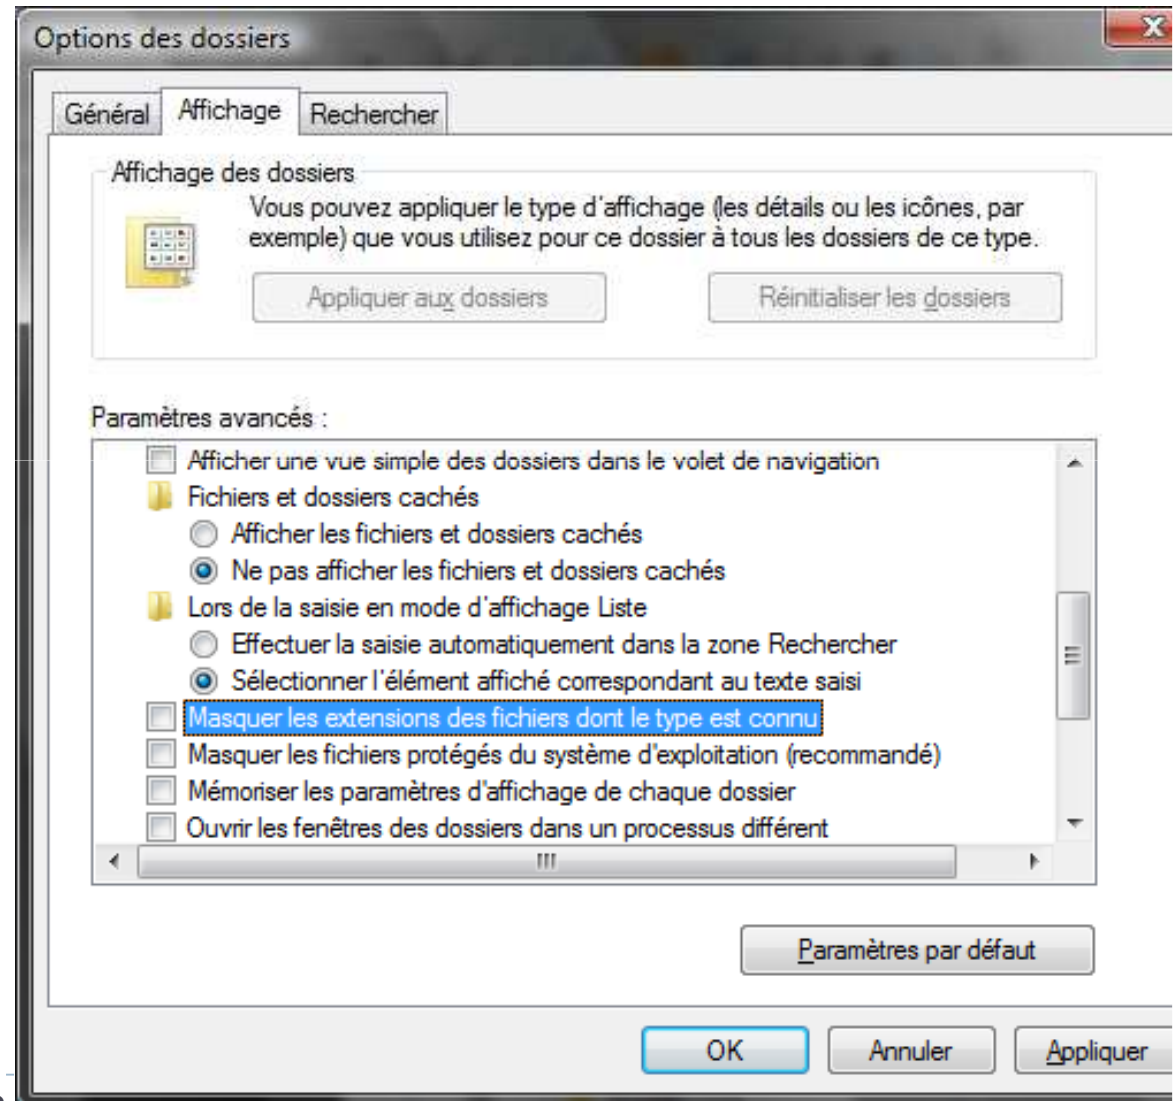 Options des dossiers
Général Affichage Rechercher
Affichage des dossiers
Vous pouvez appliquer le type d'affichage (les détails ou les icônes, par
exemple) que vous utilisez pour ce dossier à tous les dossiers de ce type.
Appliquer aux dossiers Réinitialiser les dossiers
Paramètres avancés :
Afficher une vue simple des dossiers dans le volet de navigation
Fichiers et dossiers cachés
Afficher les fichiers et dossiers cachés
Ne pas afficher les fichiers et dossiers cachés
Lors de la saisie en mode d'affichage Liste
Effectuer la saisie automatiquement dans la zone Rechercher
Sélectionner l'élément affiché correspondant au texte saisi
Masquer les extensions des fichiers dont le type est connu
Masquer les fichiers protégés du système d'exploitation (recommandé)
Mémoriser les paramètres d'affichage de chaque dossier
Ouvrir les fenêtres des dossiers dans un processus différent
Paramètres par défaut
OK Annuler Appliquer